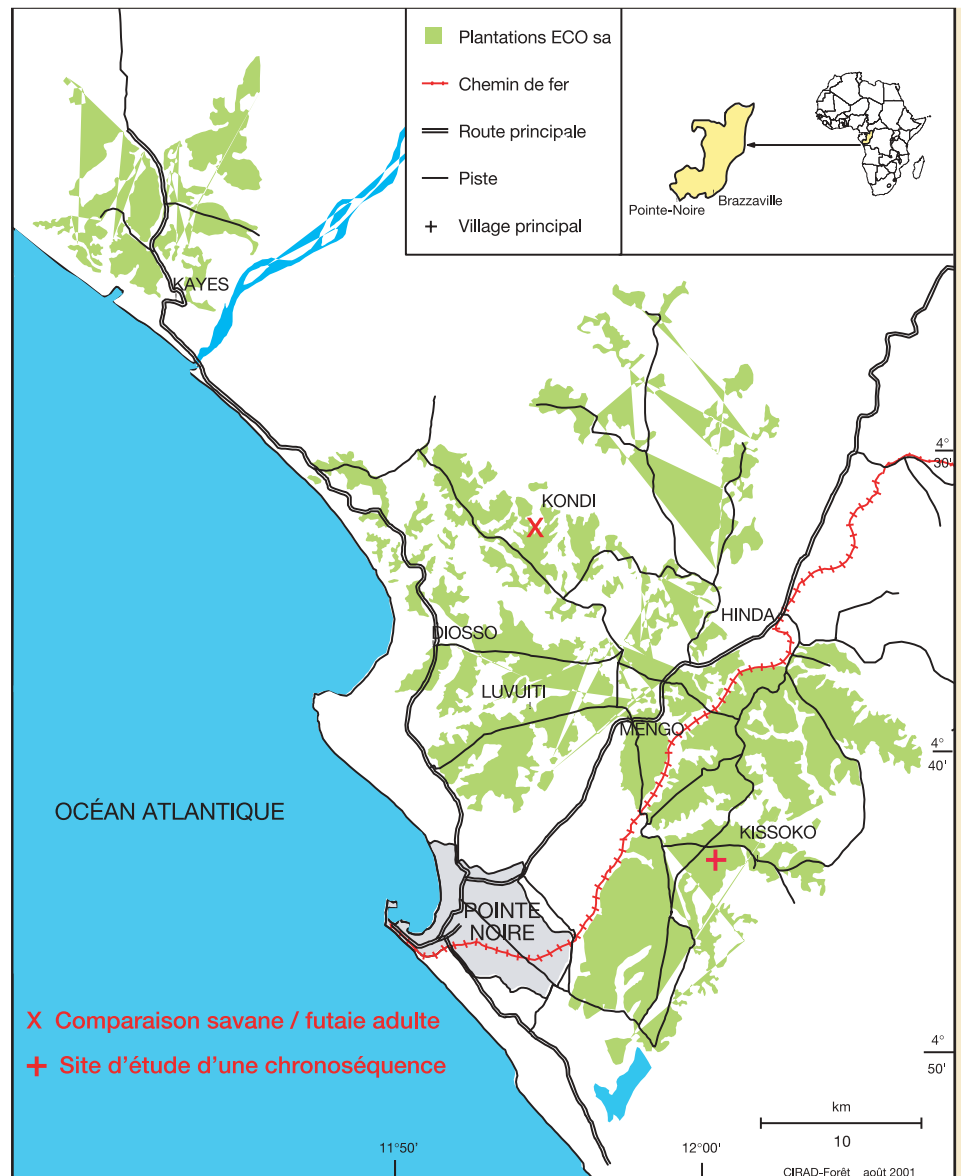 Plantations ECO sa
Chemin de fer
Route principale
Piste
+ Village principal
Pointe-Noire
Brazzaville
KAYES
KONDI
X
4°
30'
HINDA
DIOSSO
LUVUITI
MENGO
4°
40'
OCÉAN ATLANTIQUE
KISSOKO
+
POINTE
NOIRE
X Comparaison savane / futaie adulte
+ Site d'étude d'une chronoséquence
4°
50'
km
10
11°50'
12°00'
CIRAD-Forêt août 2001